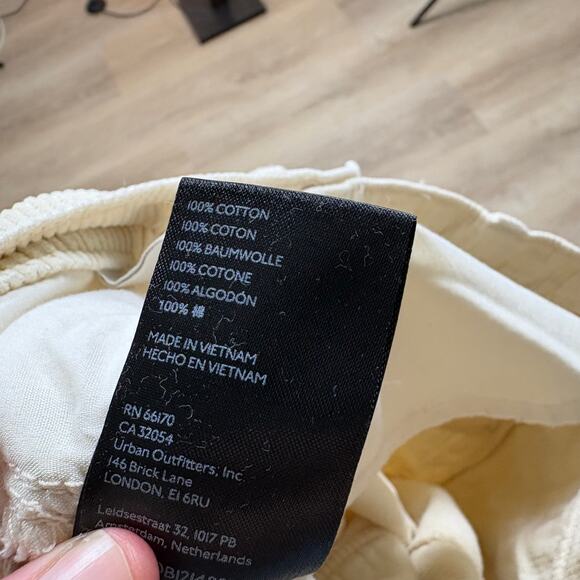 100% COTTON
100% COTON
100% BAUMWOLLE
100% COTONE
100% ALGODÓN
100% 棉
MADE IN VIETNAM
HECHO EN VIETNAM
RN 66170
CA 32054
Urban Outfitters, Inc
146 Brick Lane
LONDON, E1 6RU
Leidsestraat 32, 1017 PB
Amsterdam, Netherlands